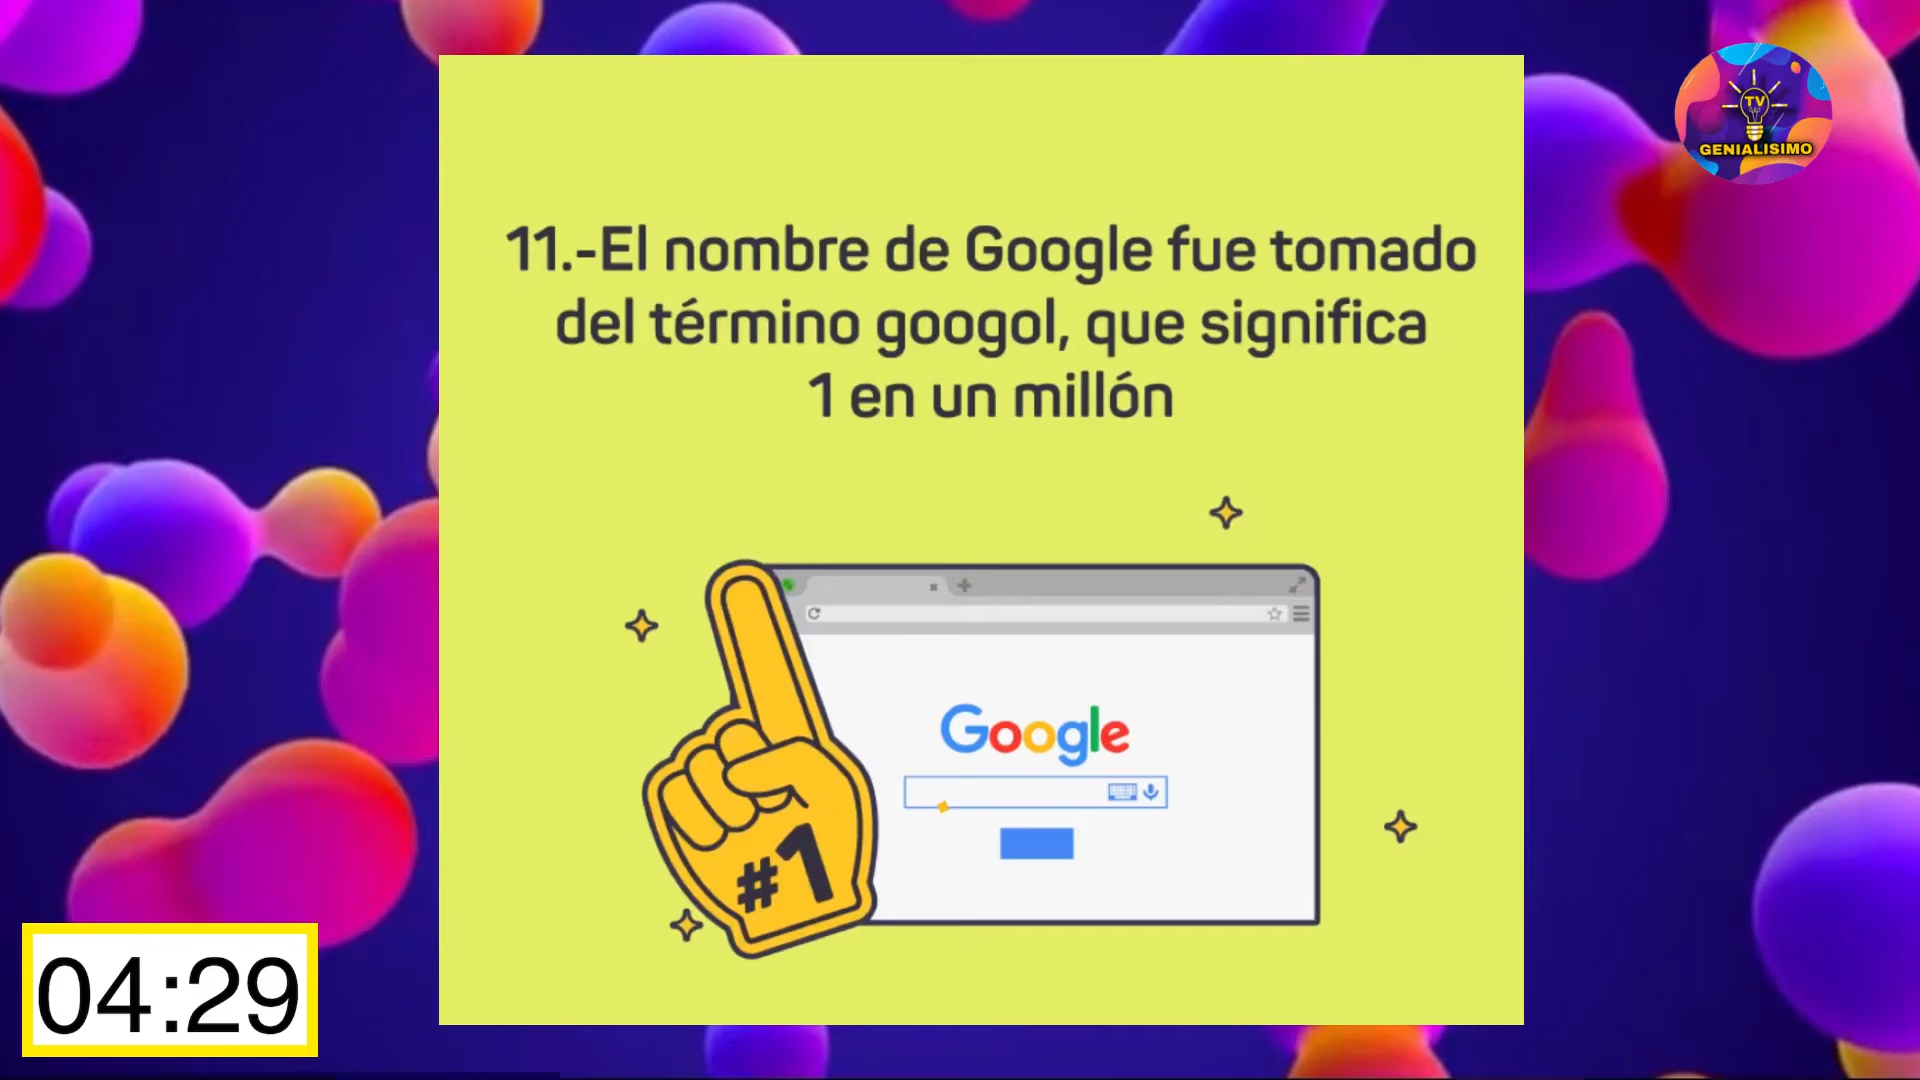 TV
GENIALISIMO
11.-El nombre de Google fue tomado
del término googol, que significa
1 en un millón
Google
#1
04:29